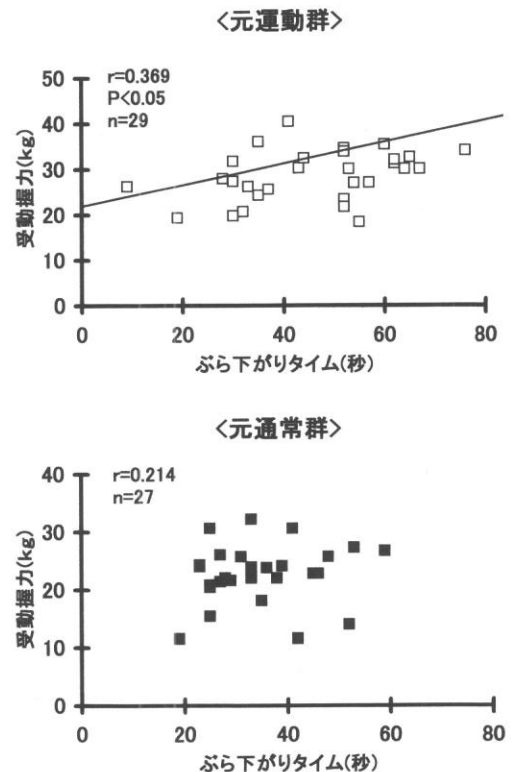 <元運動群>
r=0.369
P<0.05
n=29
50
40
30
20
10
0
受動握力(kg)
0 20 40 60 80
ぶら下がりタイム(秒)
<元通常群>
r=0.214
n=27
40
30
20
10
0
受動握力(kg)
0 20 40 60 80
ぶら下がりタイム(秒)